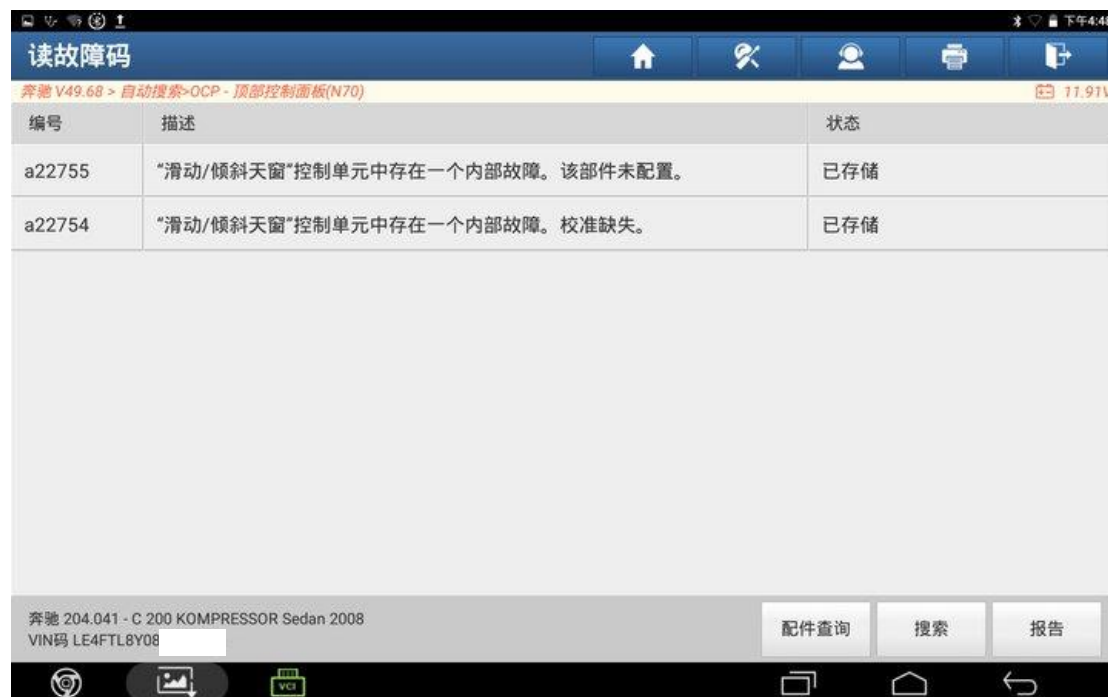 下午4:48
读故障码
奔驰 V49.68 > 自动搜索>OCP - 顶部控制面板(N70)
11.91V
编号 描述 状态
a22755 “滑动/倾斜天窗”控制单元中存在一个内部故障。该部件未配置。 已存储
a22754 “滑动/倾斜天窗”控制单元中存在一个内部故障。校准缺失。 已存储
奔驰 204.041 - C 200 KOMPRESSOR Sedan 2008
VIN码 LE4FTL8Y08
配件查询 搜索 报告
VCI